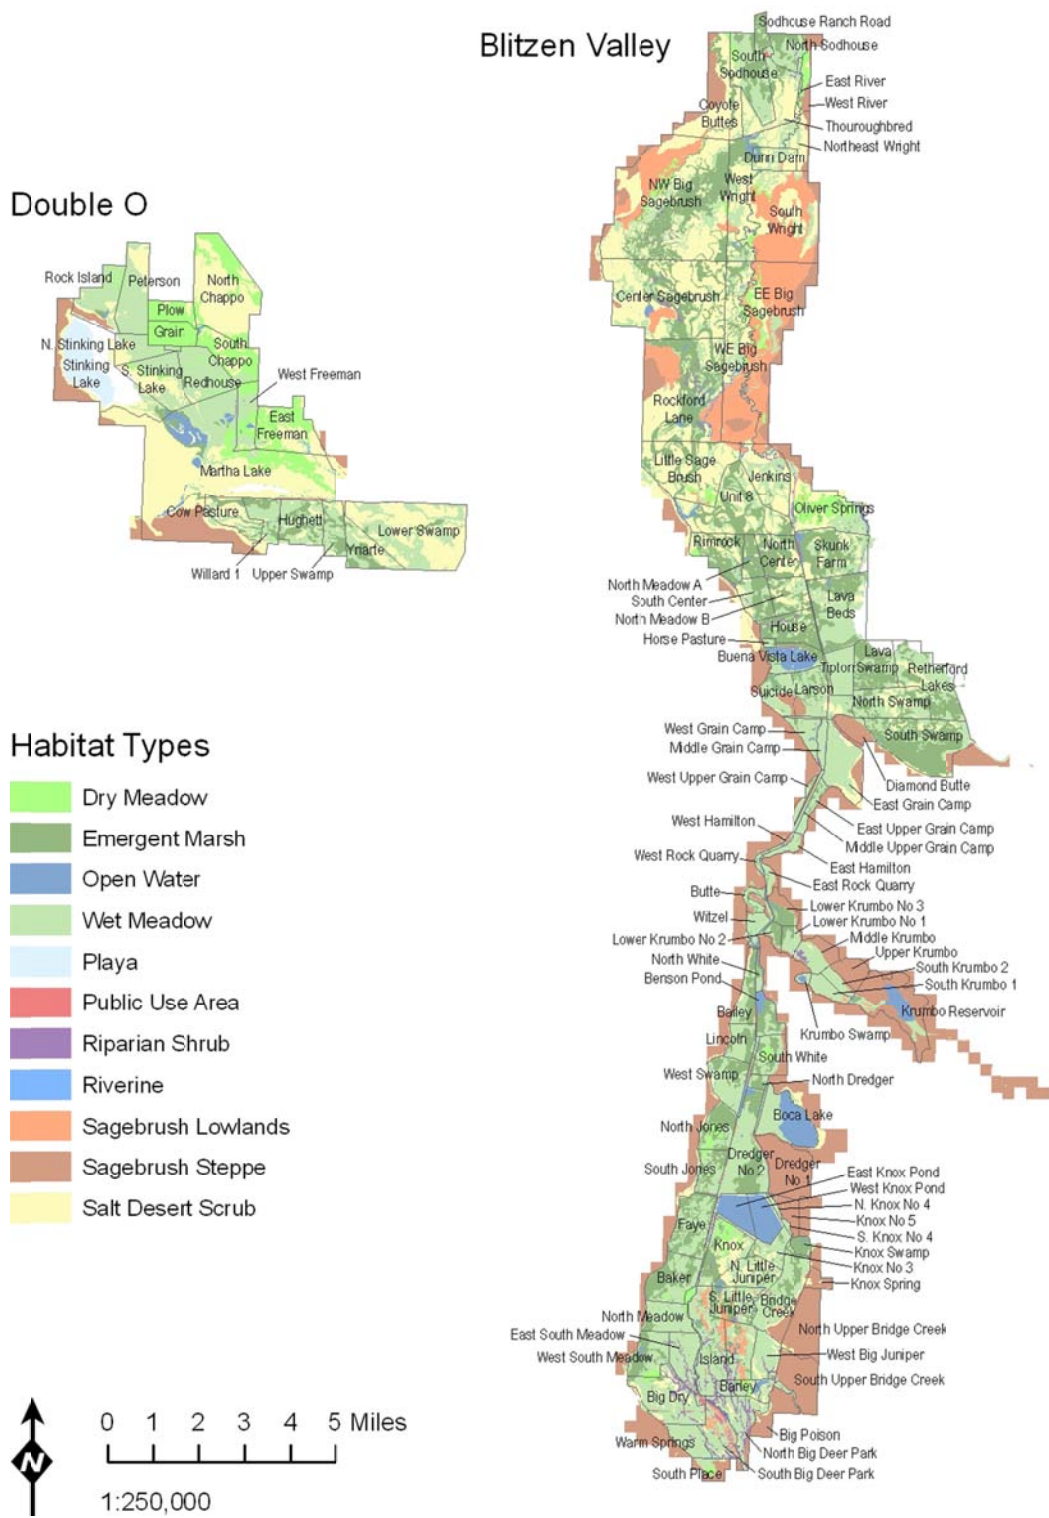 Blitzen Valley
Sodhouse Ranch Road
North Sodhouse
South
Sodhouse
East River
West River
Coyote
Buttes
Thouroughbred
Northeast Wright
Dunn Dam
NW Big
Sagebrush
West
Wright
South
Wright
Center Sagebrush
EE Big
Sagebrush
WE Big
Sagebrush
Rockford
Lane
Little Sage
Brush
Jenkins
Unit 8
Oliver Springs
Rimrock
North
Center
Skunk
Farm
North Meadow A
South Center
North Meadow B
Lava
Beds
House
Horse Pasture
Buena Vista Lake
Tipton
Lava
Swamp
Retherford
Lakes
Suicide
Larson
North Swamp
South Swamp
West Grain Camp
Middle Grain Camp
West Upper Grain Camp
Diamond Butte
East Grain Camp
West Hamilton
East Upper Grain Camp
Middle Upper Grain Camp
West Rock Quarry
East Hamilton
East Rock Quarry
Butte
Witzel
Lower Krumbo No 3
Lower Krumbo No 1
Lower Krumbo No 2
Middle Krumbo
Upper Krumbo
North White
South Krumbo 2
Benson Pond
South Krumbo 1
Krumbo Reservoir
Bailey
Krumbo Swamp
Lincoln
South White
West Swamp
North Dredger
Boca Lake
North Jones
South Jones
Dredger
No 2
Dredger
No 1
East Knox Pond
West Knox Pond
N. Knox No 4
Knox No 5
S. Knox No 4
Knox Swamp
Knox No 3
Knox Spring
Faye
Knox
N. Little
Juniper
Baker
S. Little
Juniper
Bridge
Creek
North Meadow
North Upper Bridge Creek
East South Meadow
West South Meadow
Island
West Big Juniper
South Upper Bridge Creek
Barley
Big Dry
Big Poison
Warm Springs
North Big Deer Park
South Place
South Big Deer Park
Double O
Rock Island
Peterson
North
Chappo
Plow
Grain
N. Stinking Lake
Stinking
Lake
S. Stinking
Lake
South
Chappo
Redhouse
West Freeman
East
Freeman
Martha Lake
Cow Pasture
Hughett
Lower Swamp
Ynarte
Willard 1
Upper Swamp
Habitat Types
Dry Meadow
Emergent Marsh
Open Water
Wet Meadow
Playa
Public Use Area
Riparian Shrub
Riverine
Sagebrush Lowlands
Sagebrush Steppe
Salt Desert Scrub
N
0 1 2 3 4 5 Miles
1:250,000